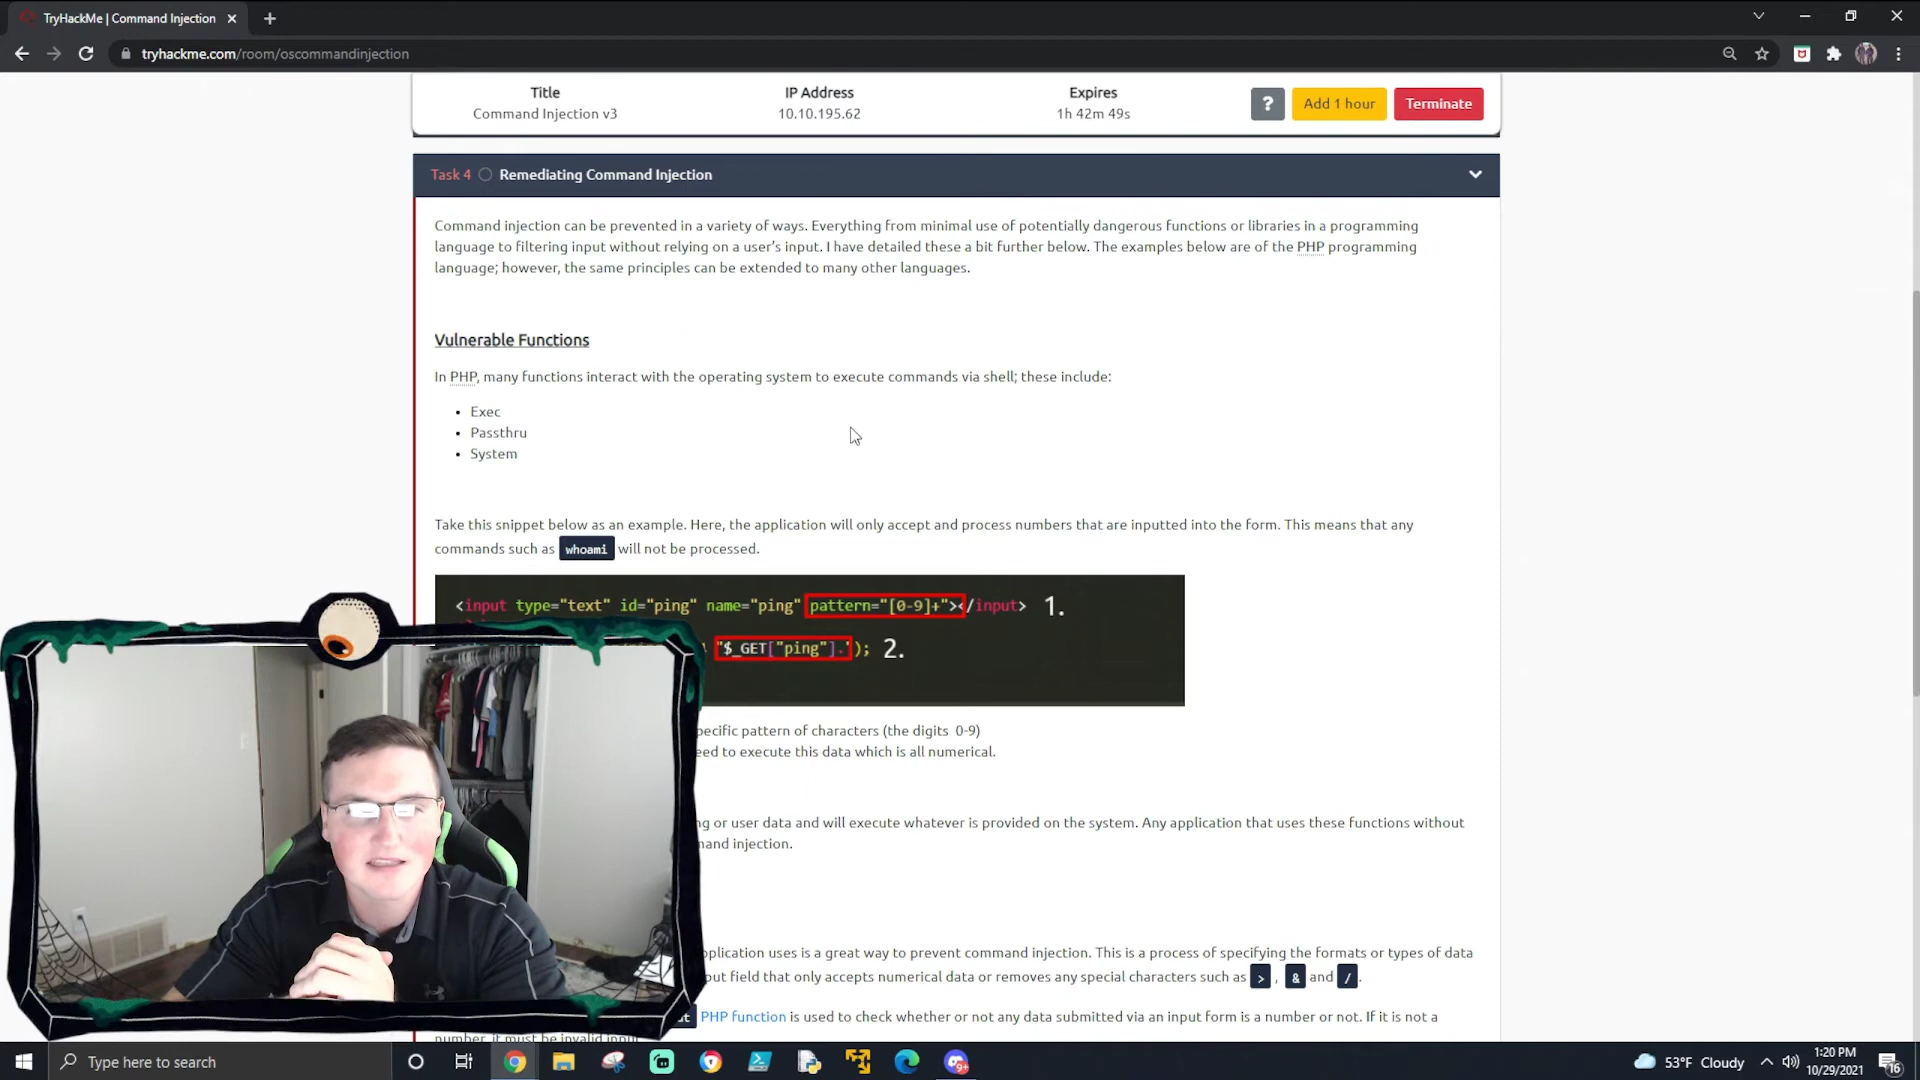 TryHackMe | Command Injection
tryhackme.com/room/oscommandinjection
Title
IP Address
Expires
Command Injection v3
10.10.195.62
1h 42m 49s
?
Add 1 hour
Terminate
Task 4
Remediating Command Injection
Command injection can be prevented in a variety of ways. Everything from minimal use of potentially dangerous functions or libraries in a programming
language to filtering input without relying on a user's input. I have detailed these a bit further below. The examples below are of the PHP programming
language; however, the same principles can be extended to many other languages.
Vulnerable Functions
In PHP, many functions interact with the operating system to execute commands via shell; these include:
• Exec
• Passthru
• System
Take this snippet below as an example. Here, the application will only accept and process numbers that are inputted into the form. This means that any
commands such as whoami will not be processed.
<input type="text" id="ping" name="ping" pattern="[0-9]+"></input> 1.
"$_GET["ping"].'); 2.
pattern of characters (the digits 0-9)
to execute this data which is all numerical.
or user data and will execute whatever is provided on the system. Any application that uses these functions without
injection.
uses is a great way to prevent command injection. This is a process of specifying the formats or types of data
field that only accepts numerical data or removes any special characters such as > , & and / .
PHP function is used to check whether or not any data submitted via an input form is a number or not. If it is not a
number, it must be invalid input.
Type here to search
9+
53°F Cloudy
1:20 PM
10/29/2021
16